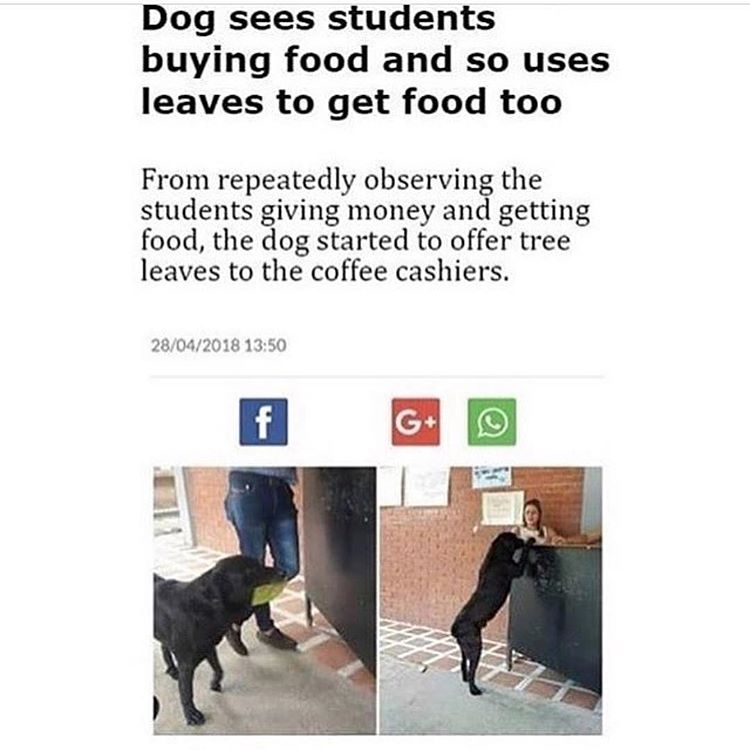 Dog sees students
buying food and so uses
leaves to get food too
From repeatedly observing the
students giving money and getting
food, the dog started to offer tree
leaves to the coffee cashiers.
28/04/2018 13:50
f
G+